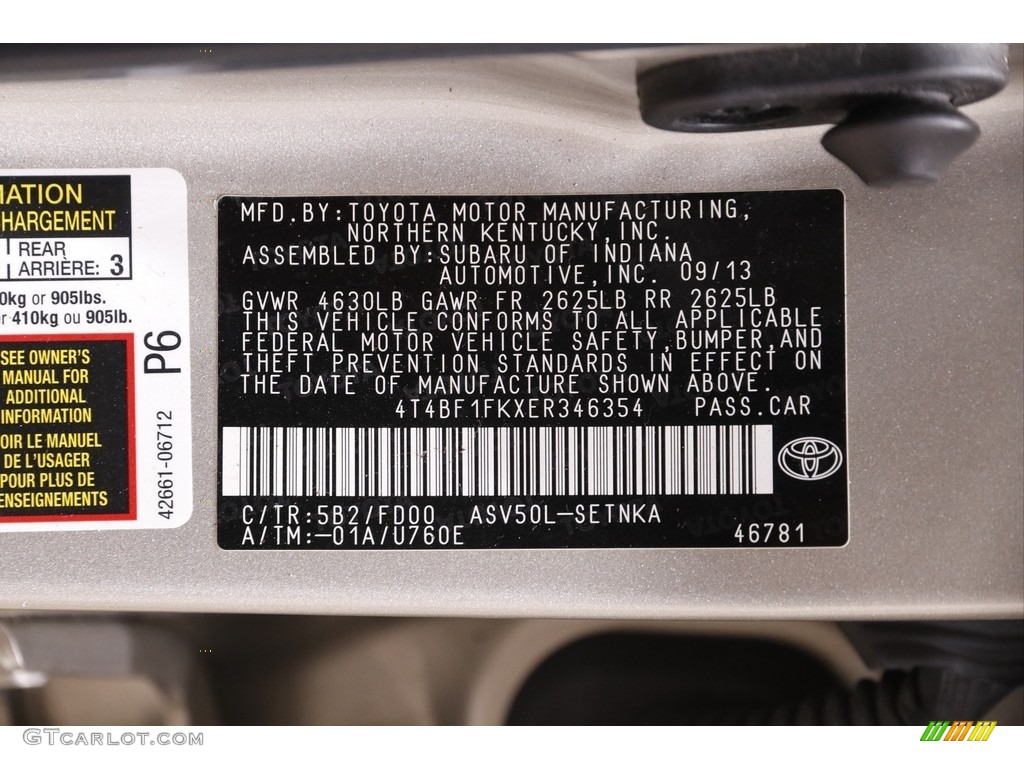 MATION
CHARGEMENT
REAR
ARRIÈRE: 3
0kg or 905lbs.
r 410kg ou 905lb.
SEE OWNER'S
MANUAL FOR
ADDITIONAL
INFORMATION
OIR LE MANUEL
DE L'USAGER
POUR PLUS DE
ENSEIGNEMENTS
P6
42661-06712
MFD.BY:TOYOTA MOTOR MANUFACTURING,
NORTHERN KENTUCKY,INC.
ASSEMBLED BY:SUBARU OF INDIANA
AUTOMOTIVE,INC. 09/13
GVWR 4630LB GAWR FR 2625LB RR 2625LB
THIS VEHICLE CONFORMS TO ALL APPLICABLE
FEDERAL MOTOR VEHICLE SAFETY,BUMPER,AND
THEFT PREVENTION STANDARDS IN EFFECT ON
THE DATE OF MANUFACTURE SHOWN ABOVE.
4T4BF1FKXER346354 PASS.CAR
C/TR:5B2/FD00 ASV50L-SETNKA
A/TM:-01A/U760E 46781
GTcarlot.com